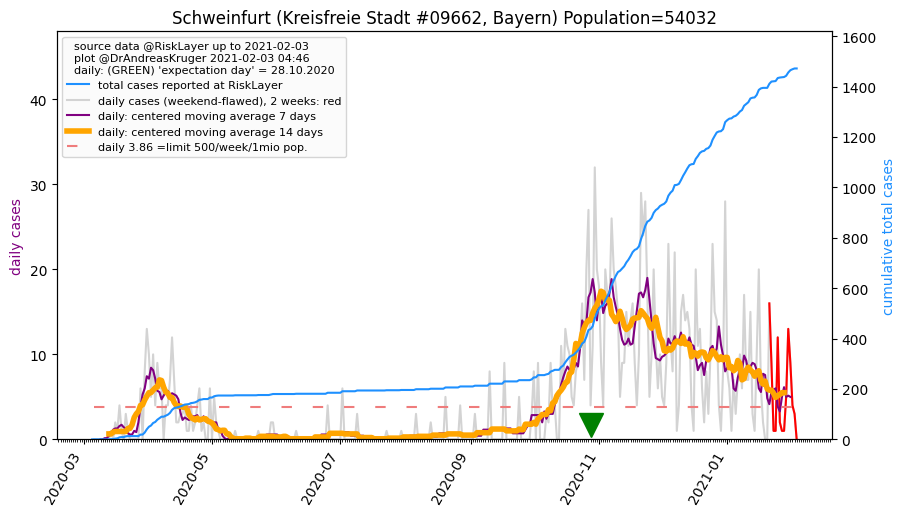 Schweinfurt (Kreisfreie Stadt #09662, Bayern) Population=54032
source data @RiskLayer up to 2021-02-03
plot @DrAndreasKruger 2021-02-03 04:46
daily: (GREEN) 'expectation day' = 28.10.2020
total cases reported at RiskLayer
daily cases (weekend-flawed), 2 weeks: red
daily: centered moving average 7 days
daily: centered moving average 14 days
daily 3.86 =limit 500/week/1mio pop.
daily cases
40
30
20
10
0
cumulative total cases
1600
1400
1200
1000
800
600
400
200
0
2020-03
2020-05
2020-07
2020-09
2020-11
2021-01